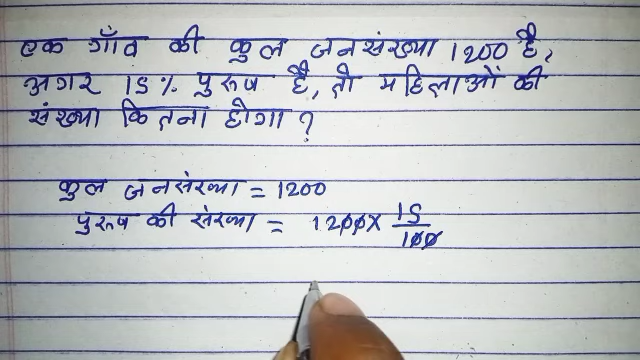 एक गाँव की कुल जनसंख्या 1200 है,
अगर 15% पुरुष है, तो महिलाओं की
संख्या कितना होगा?
कुल जनसंख्या = 1200
पुरुष की संख्या = 1200 × 15/100